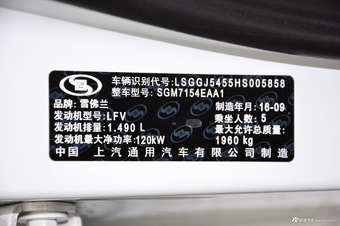 车辆识别代号: LSGGJ5455HS005858
整车型号: SGM7154EAA1
品牌: 雪佛兰 制造年月: 16-09
发动机型号: LFV 乘坐人数: 5
发动机排量: 1.490 L 最大允许总质量:
发动机最大净功率: 120kW 1960 kg
中国 上汽通用汽车有限公司 制造